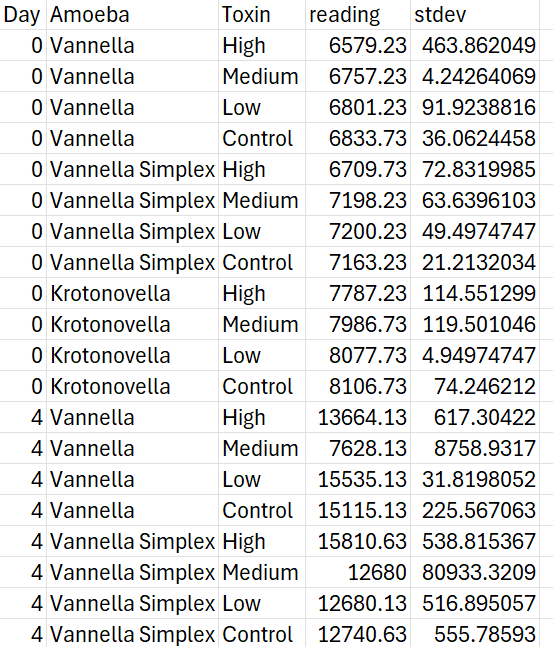 Day Amoeba Toxin reading stdev
0 Vannella High 6579.23 463.862049
0 Vannella Medium 6757.23 4.24264069
0 Vannella Low 6801.23 91.9238816
0 Vannella Control 6833.73 36.0624458
0 Vannella Simplex High 6709.73 72.8319985
0 Vannella Simplex Medium 7198.23 63.6396103
0 Vannella Simplex Low 7200.23 49.4974747
0 Vannella Simplex Control 7163.23 21.2132034
0 Krotonovella High 7787.23 114.551299
0 Krotonovella Medium 7986.73 119.501046
0 Krotonovella Low 8077.73 4.94974747
0 Krotonovella Control 8106.73 74.246212
4 Vannella High 13664.13 617.30422
4 Vannella Medium 7628.13 8758.9317
4 Vannella Low 15535.13 31.8198052
4 Vannella Control 15115.13 225.567063
4 Vannella Simplex High 15810.63 538.815367
4 Vannella Simplex Medium 12680 80933.3209
4 Vannella Simplex Low 12680.13 516.895057
4 Vannella Simplex Control 12740.63 555.78593